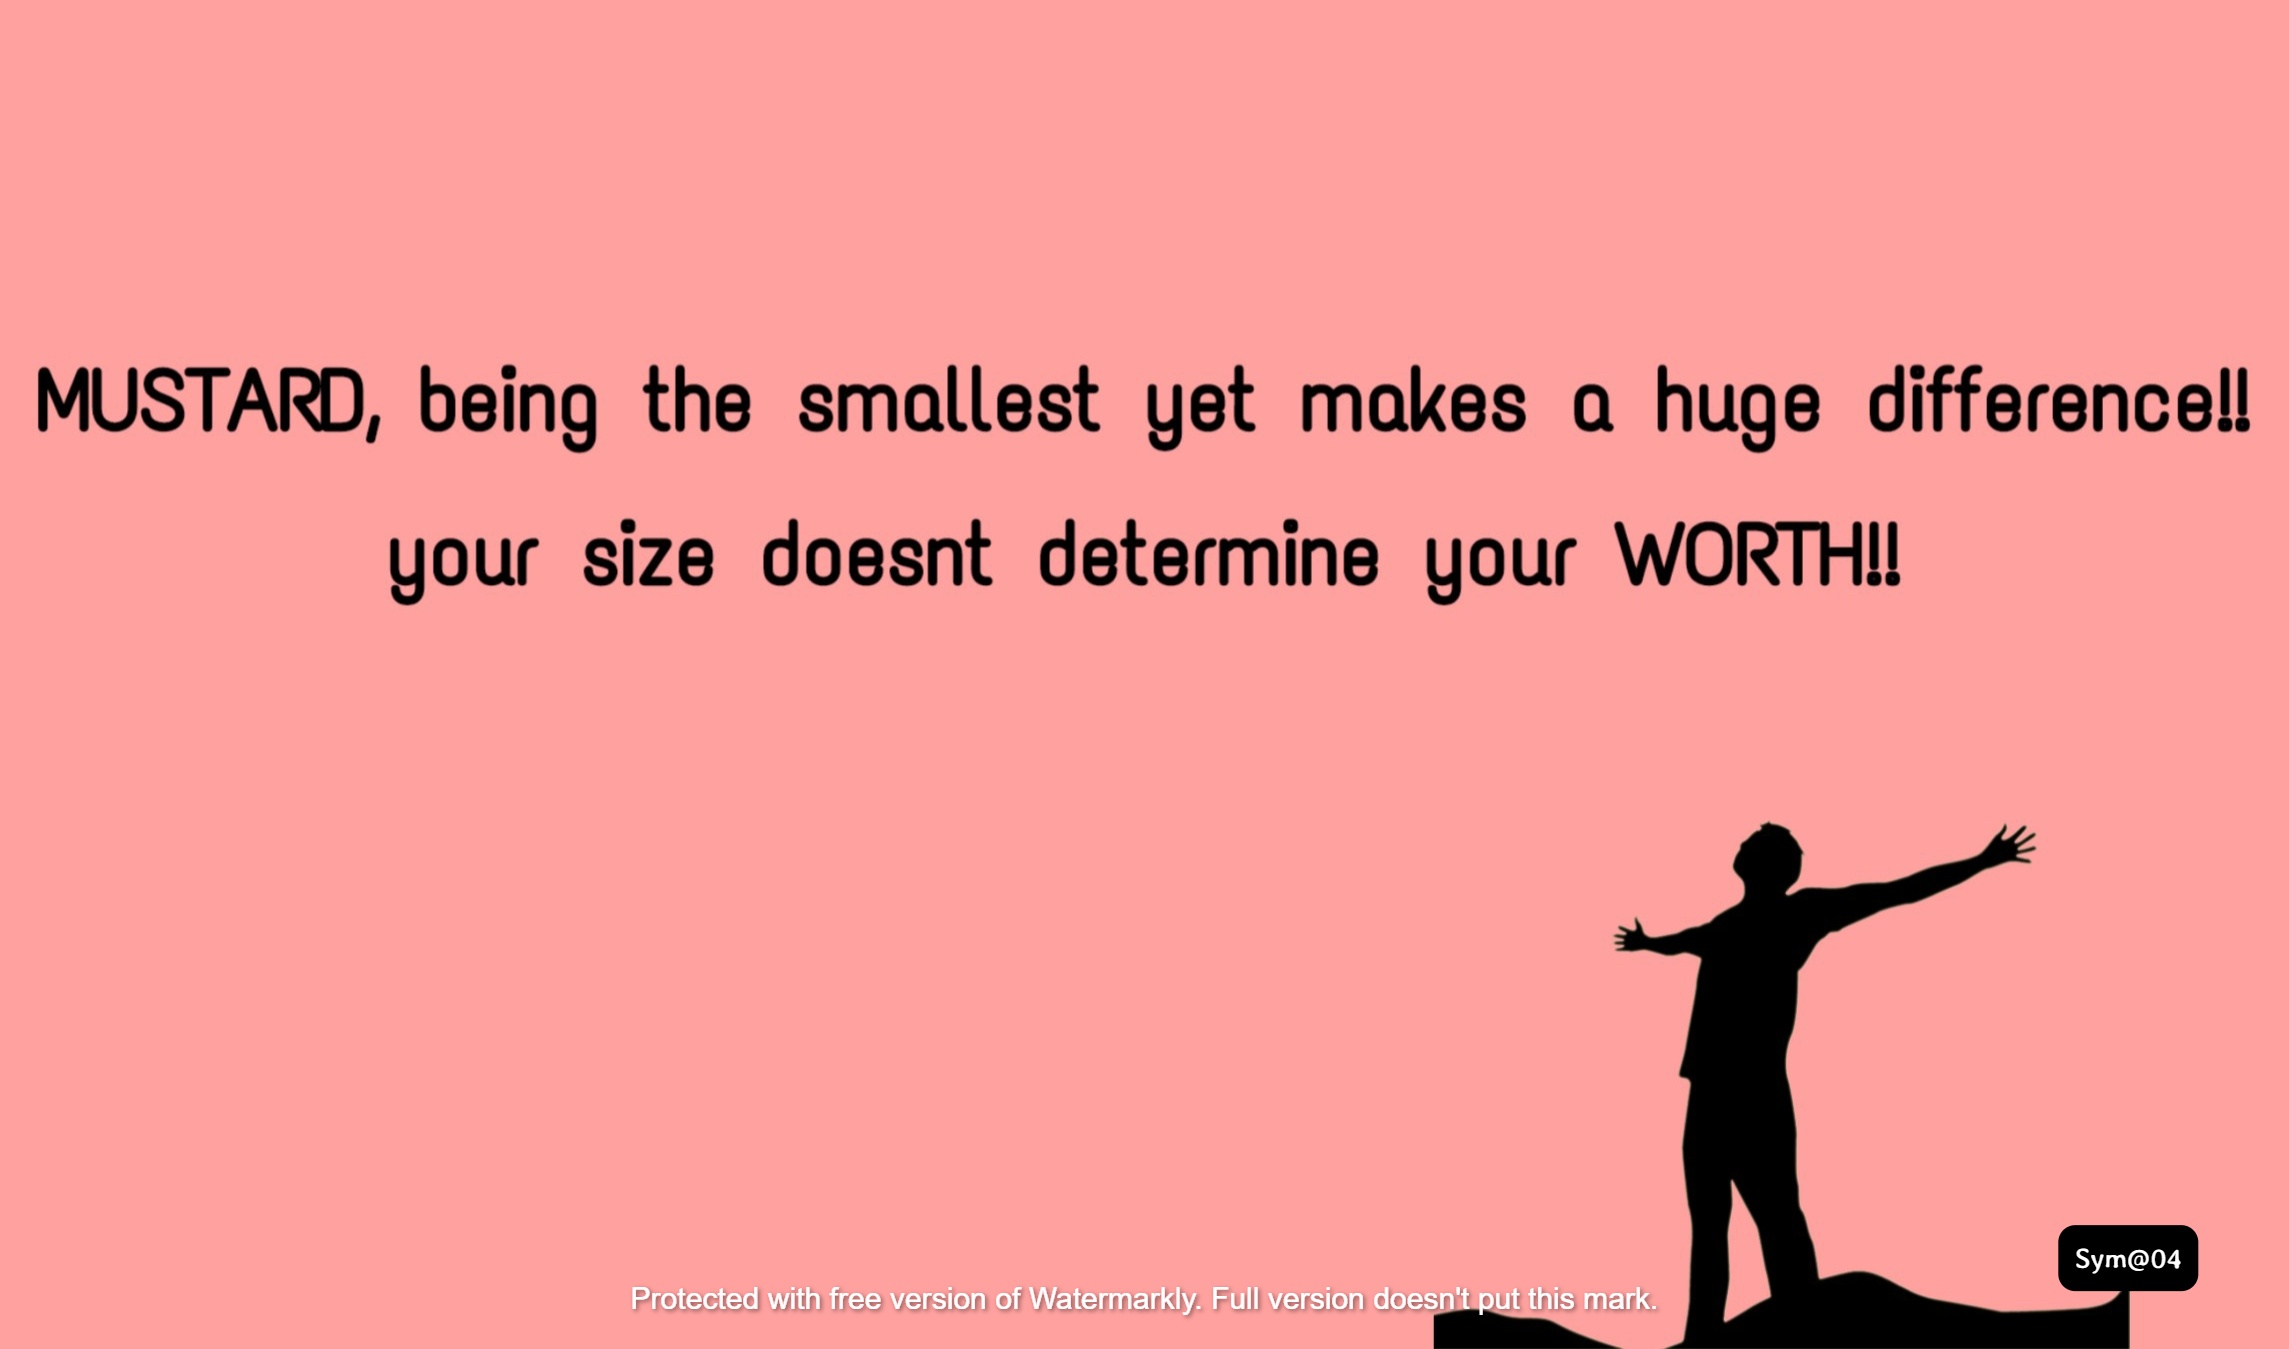 MUSTARD, being the smallest yet makes a huge difference!!
your size doesnt determine your WORTH!!
Sym@04
Protected with free version of Watermarkly. Full version doesn't put this mark.